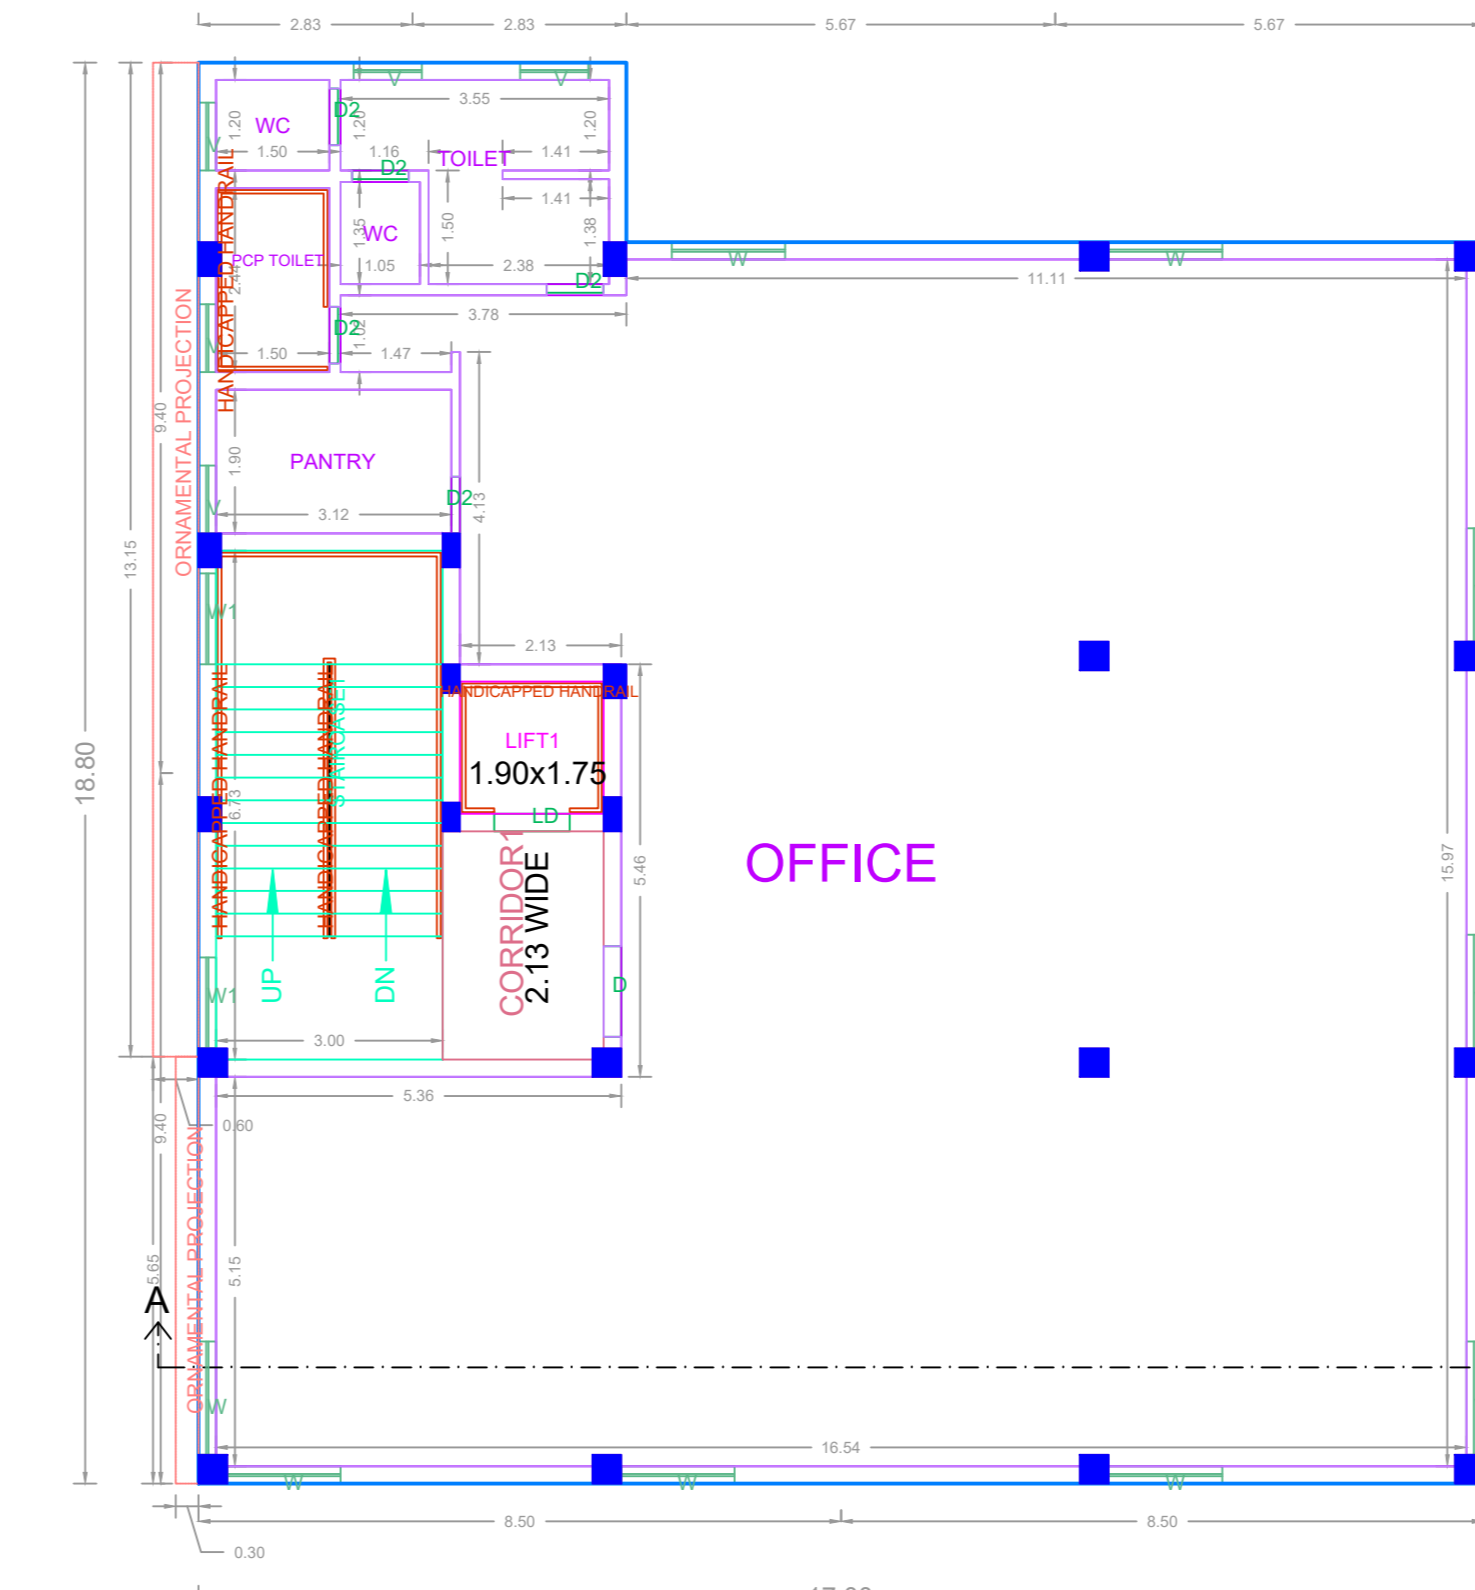 2.83
2.83
5.67
5.67
V
V
3.55
D2
1.20
WC
1.20
1.20
V
1.50
1.16
TOILET
1.41
D2
1.41
HANDICAPPED HANDRAIL
WC
1.35
1.50
1.38
PCP TOILET
2.44
1.05
2.38
W
W
D2
11.11
ORNAMENTAL PROJECTION
3.78
D2
V
1.50
1.47
9.40
PANTRY
1.90
D2
V
3.12
4.13
13.15
W1
2.13
HANDICAPPED HANDRAIL
LIFT1
1.90x1.75
18.80
HANDICAPPED HANDRAIL
HANDICAPPED HANDRAIL
6.73
LD
OFFICE
5.46
15.97
CORRIDOR1
2.13 WIDE
UP
DN
D
W1
3.00
5.36
0.60
9.40
ORNAMENTAL PROJECTION
5.65
5.15
A
W
16.54
W
W
W
8.50
8.50
0.30